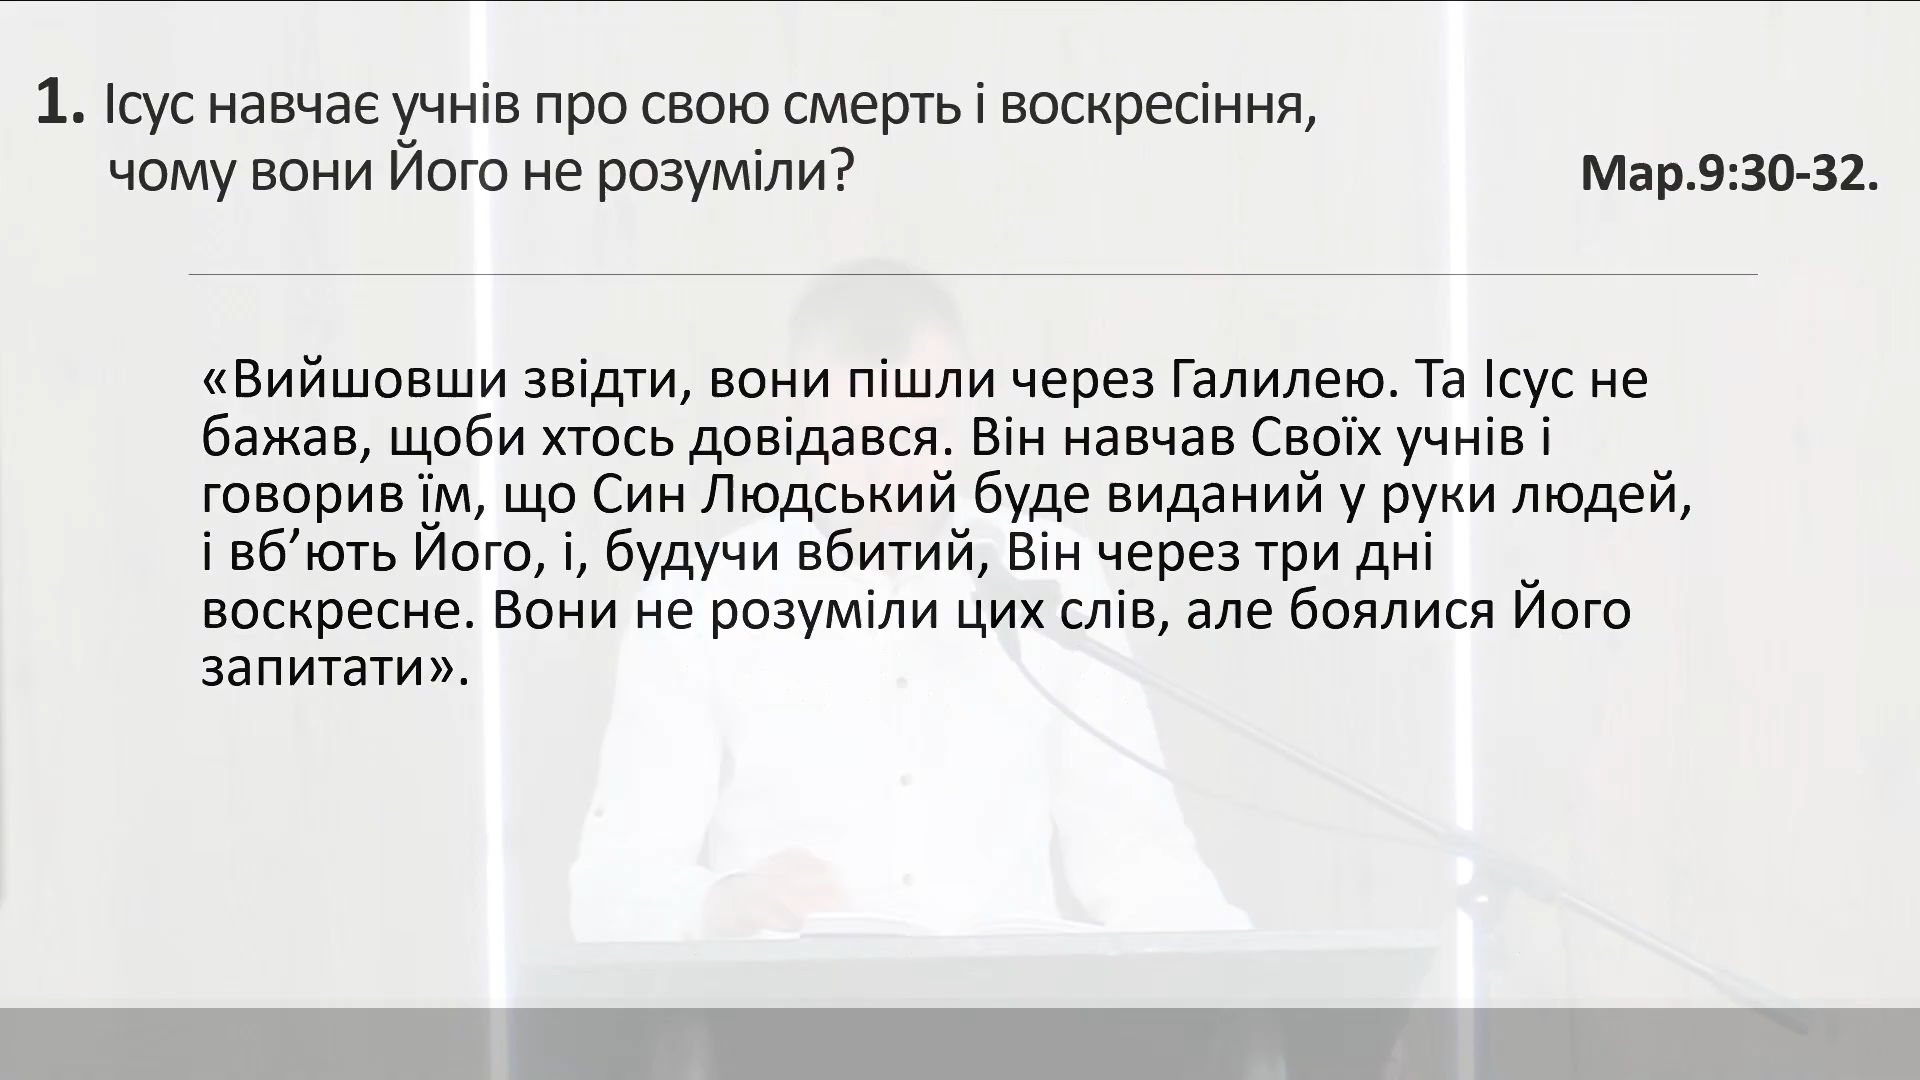 1. Ісус навчає учнів про свою смерть і воскресіння,
чому вони Його не розуміли?
Мар.9:30-32.
«Вийшовши звідти, вони пішли через Галилею. Та Ісус не
бажав, щоби хтось довідався. Він навчав Своїх учнів і
говорив їм, що Син Людський буде виданий у руки людей,
і вб’ють Його, і, будучи вбитий, Він через три дні
воскресне. Вони не розуміли цих слів, але боялися Його
запитати».